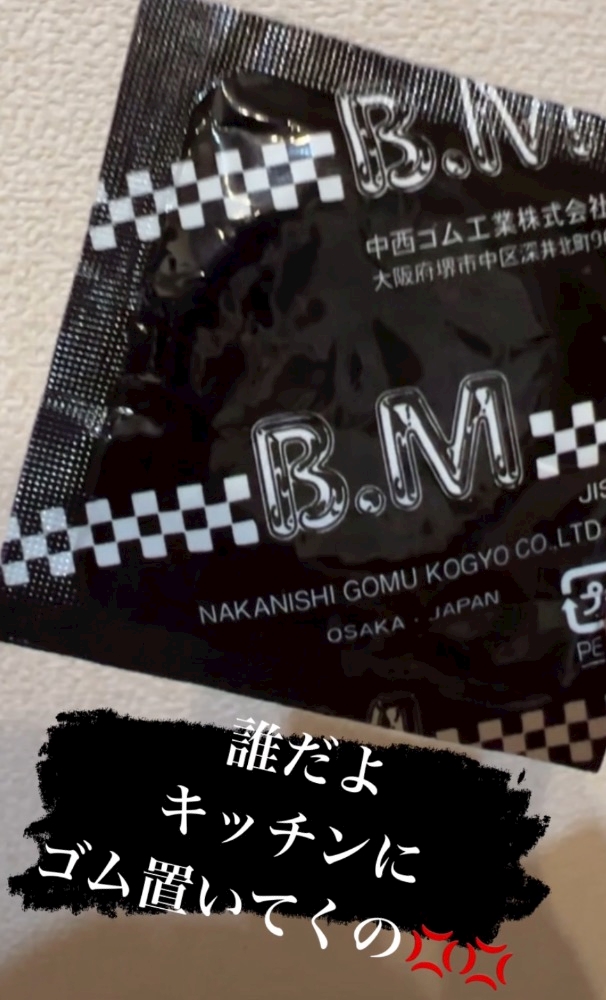 B.M
中西ゴム工業株式会社
大阪府堺市中区深井北町
B.M
JIS
NAKANISHI GOMU KOGYO CO.,LTD
OSAKA・JAPAN
プ
PE
M
誰だよ
キッチンに
ゴム置いてくの💢💢